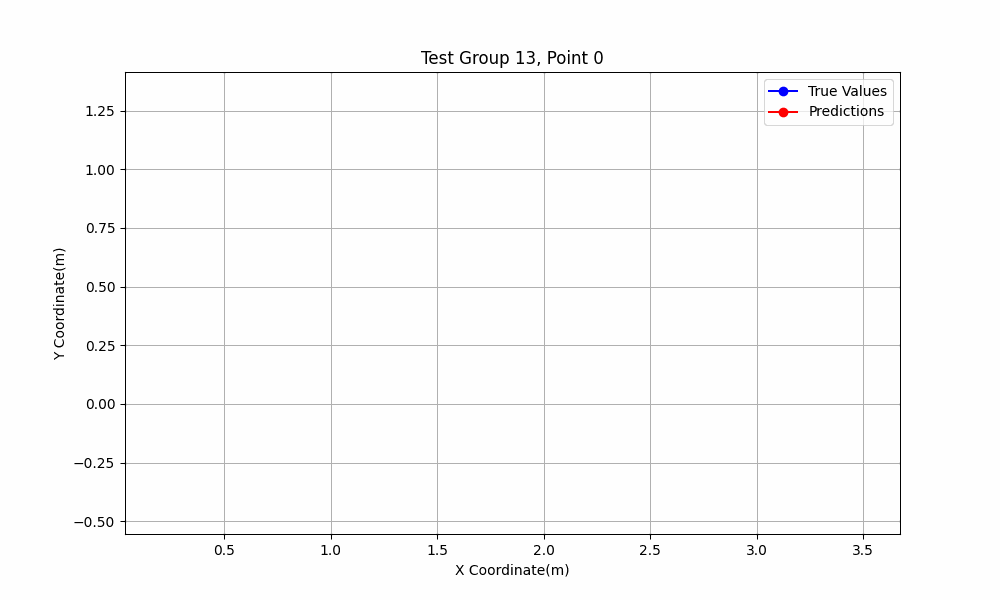 Test Group 13, Point 0
True Values
Predictions
1.25
1.00
0.75
0.50
0.25
0.00
−0.25
−0.50
Y Coordinate(m)
0.5 1.0 1.5 2.0 2.5 3.0 3.5
X Coordinate(m)